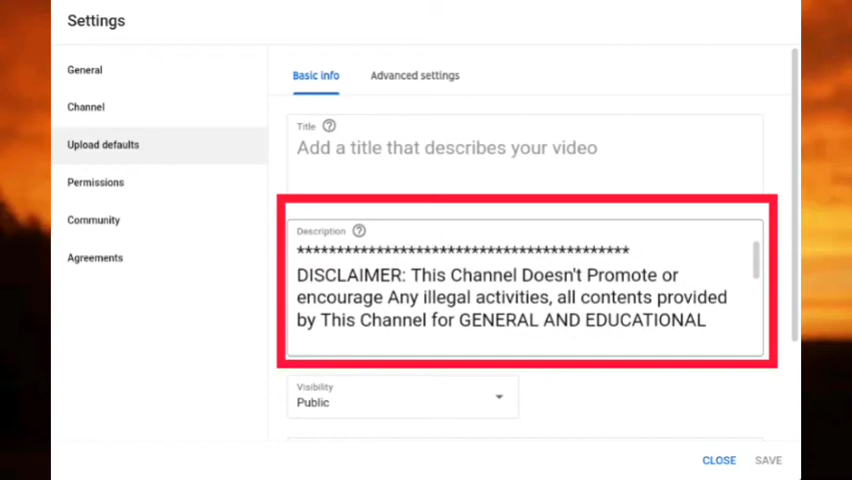 Settings
General
Channel
Upload defaults
Permissions
Community
Agreements
Basic info
Advanced settings
Title
Add a title that describes your video
Description
******************************************
DISCLAIMER: This Channel Doesn't Promote or
encourage Any illegal activities, all contents provided
by This Channel for GENERAL AND EDUCATIONAL
Visibility
Public
CLOSE
SAVE